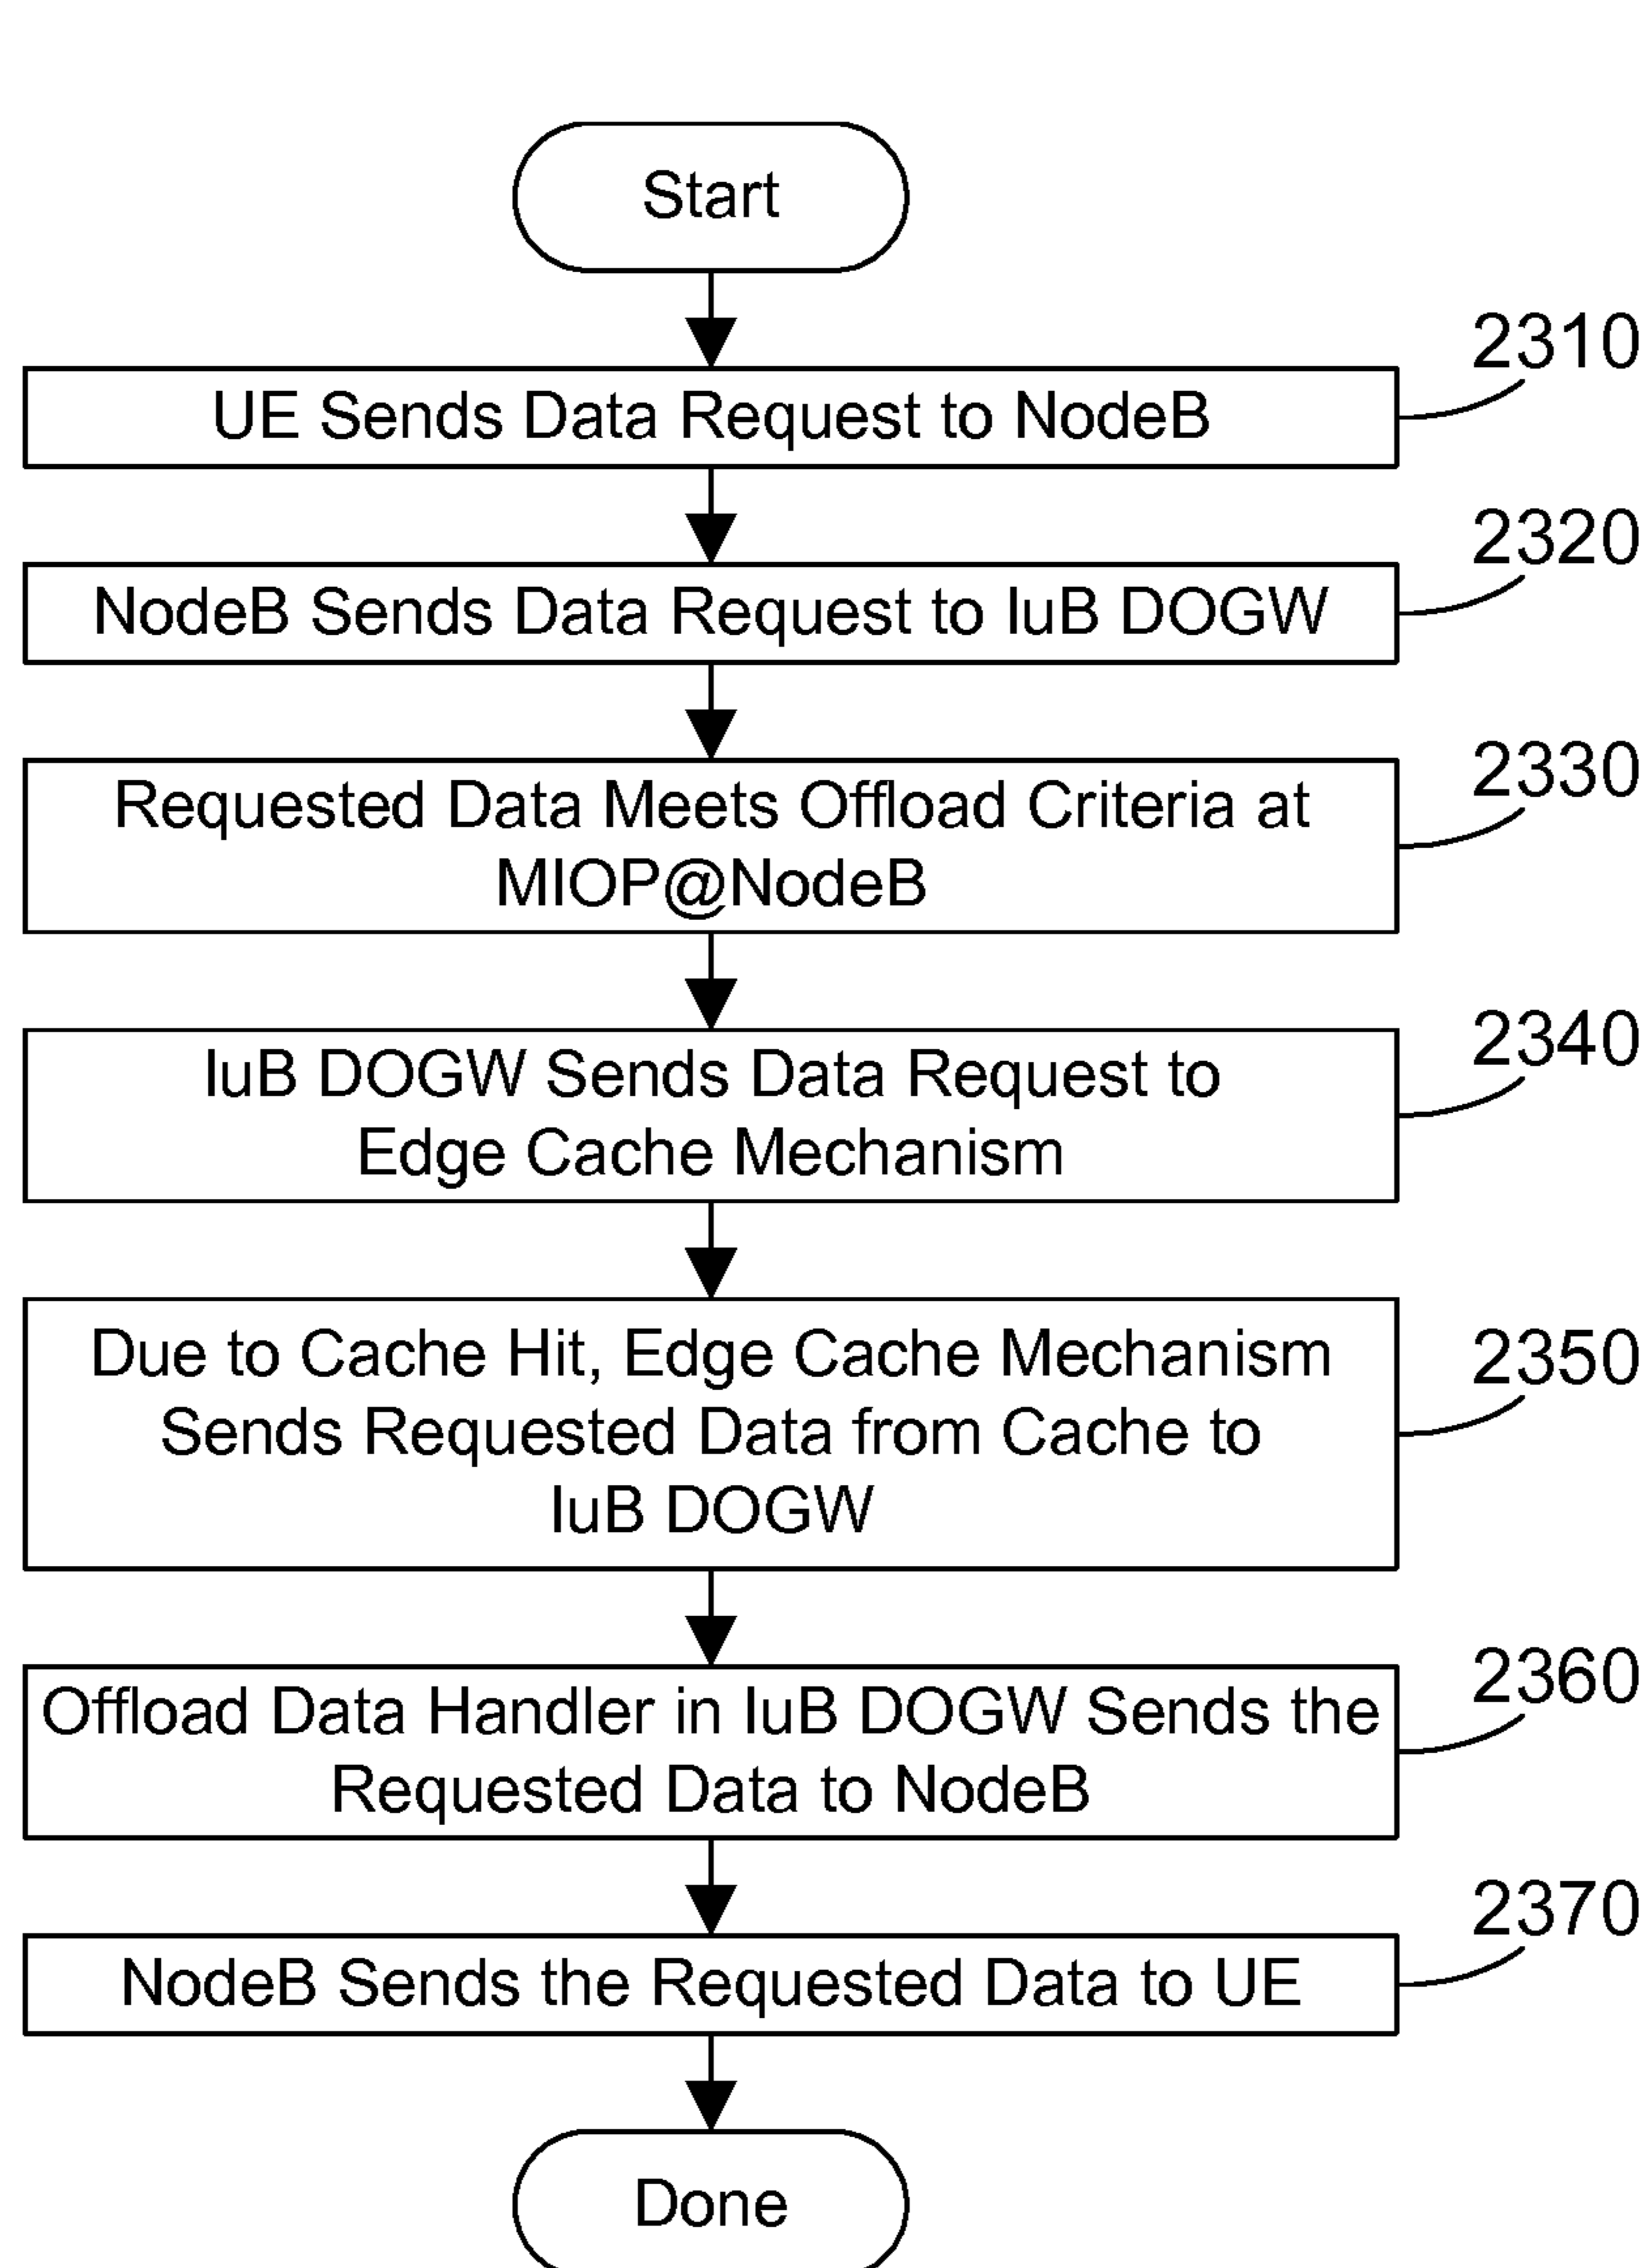 Start
2310
UE Sends Data Request to NodeB
2320
NodeB Sends Data Request to IuB DOGW
2330
Requested Data Meets Offload Criteria at
MIOP@NodeB
2340
IuB DOGW Sends Data Request to
Edge Cache Mechanism
2350
Due to Cache Hit, Edge Cache Mechanism
Sends Requested Data from Cache to
IuB DOGW
2360
Offload Data Handler in IuB DOGW Sends the
Requested Data to NodeB
2370
NodeB Sends the Requested Data to UE
Done